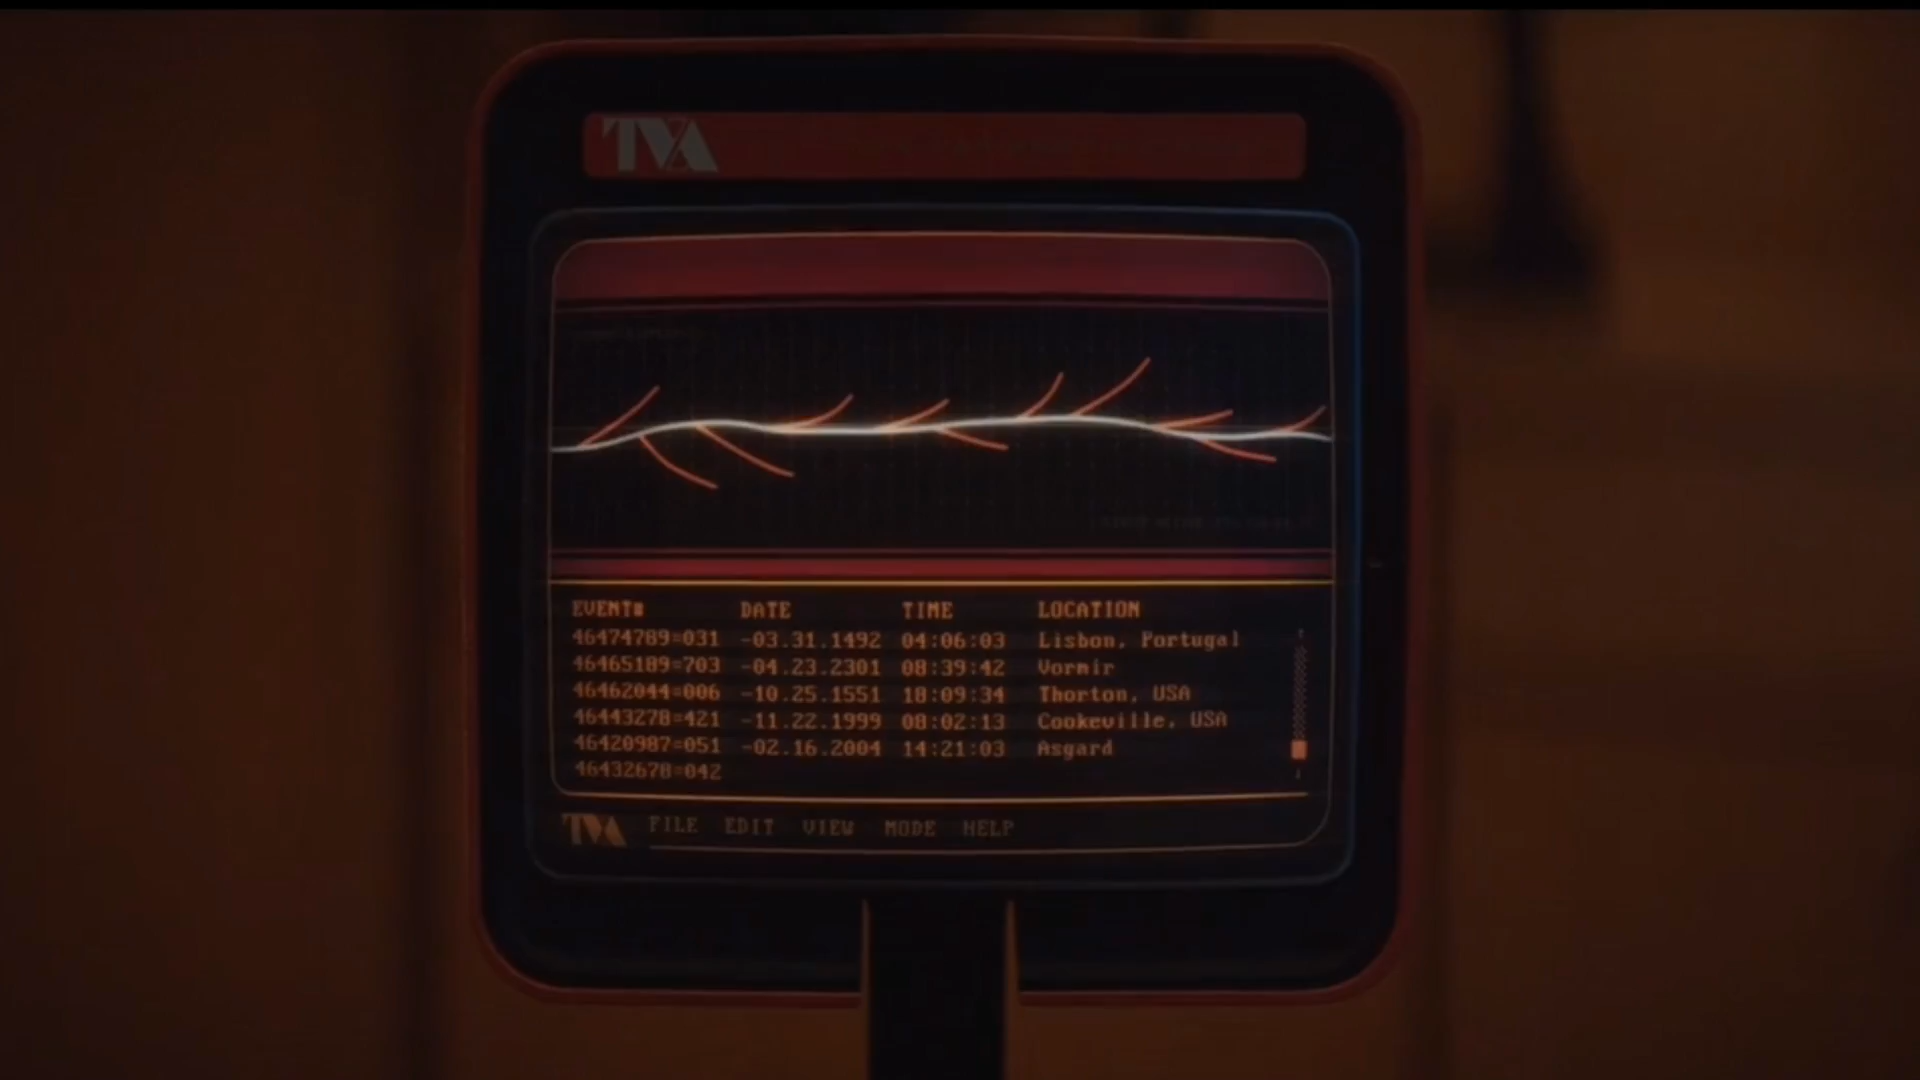 TVA
EVENT# DATE TIME LOCATION
46474789=031 -03.31.1492 04:06:03 Lisbon, Portugal
46465189=703 -04.23.2301 08:39:42 Vormir
46462044=006 -10.25.1551 18:09:34 Thorton, USA
46443278=421 -11.22.1999 08:02:13 Cookeville, USA
46420987=051 -02.16.2004 14:21:03 Asgard
46432678=042
TVA FILE EDIT VIEW MODE HELP